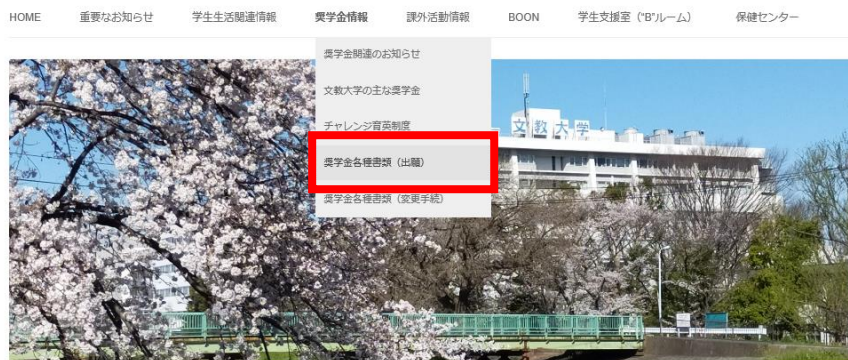 HOME 重要なお知らせ 学生生活関連情報 奨学金情報 課外活動情報 BOON 学生支援室（"B"ルーム） 保健センター
奨学金関連のお知らせ
文教大学の主な奨学金
チャレンジ育英制度
奨学金各種書類（出願）
奨学金各種書類（変更手続）
文教大学